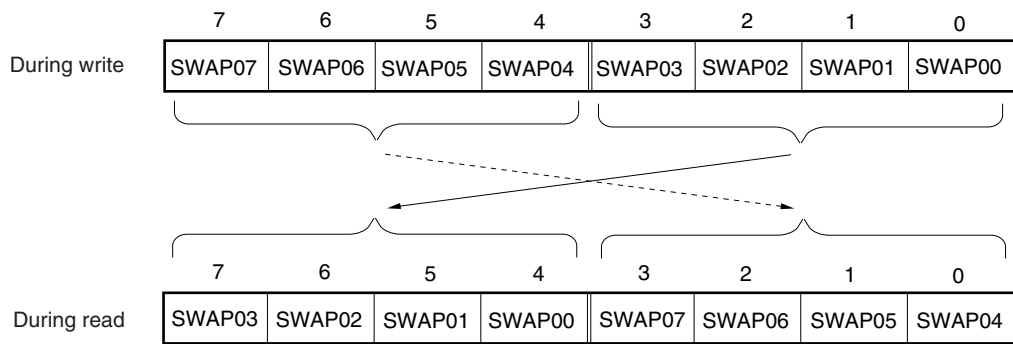 7 6 5 4 3 2 1 0
During write SWAP07 SWAP06 SWAP05 SWAP04 SWAP03 SWAP02 SWAP01 SWAP00
7 6 5 4 3 2 1 0
During read SWAP03 SWAP02 SWAP01 SWAP00 SWAP07 SWAP06 SWAP05 SWAP04